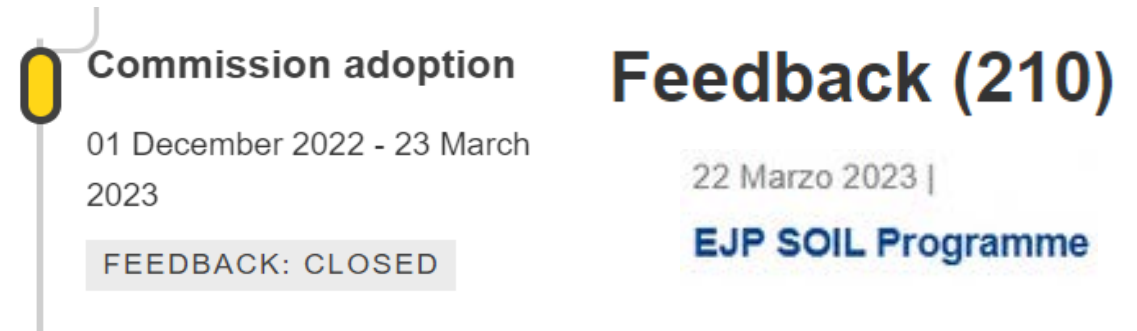 Commission adoption
01 December 2022 - 23 March
2023
FEEDBACK: CLOSED
Feedback (210)
22 Marzo 2023 |
EJP SOIL Programme